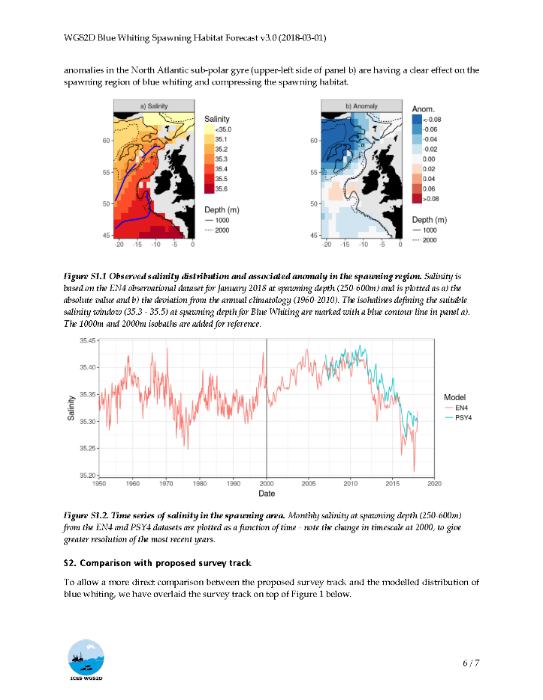 WGS2D Blue Whiting Spawning Habitat Forecast v3.0 (2018-03-01)
anomalies in the North Atlantic sub-polar gyre (upper-left side of panel b) are having a clear effect on the
spawning region of blue whiting and compressing the spawning habitat.
a) Salinity
60
55
50
45
-20 -15 -10 -5 0
Salinity
<35.0
35.1
35.2
35.3
35.4
35.5
35.6
Depth (m)
1000
2000
b) Anomaly
60
55
50
45
-20 -15 -10 -5 0
Anom.
<-0.08
-0.06
-0.04
-0.02
0.00
0.02
0.04
0.06
>0.08
Depth (m)
1000
2000
Figure S1.1 Observed salinity distribution and associated anomaly in the spawning region. Salinity is
based on the EN4 observational dataset for January 2018 at spawning depth (250-600m) and is plotted as a) the
absolute value and b) the deviation from the annual climatology (1960-2010). The isohalines defining the suitable
salinity window (35.3 - 35.5) at spawning depth for Blue Whiting are marked with a blue contour line in panel a).
The 1000m and 2000m isobaths are added for reference.
35.45
35.40
35.35
35.30
35.25
35.20
Salinity
1950 1960 1970 1980 1990 2000 2005 2010 2015 2020
Date
Model
EN4
PSY4
Figure S1.2. Time series of salinity in the spawning area. Monthly salinity at spawning depth (250-600m)
from the EN4 and PSY4 datasets are plotted as a function of time - note the change in timescale at 2000, to give
greater resolution of the most recent years.
S2. Comparison with proposed survey track
To allow a more direct comparison between the proposed survey track and the modelled distribution of
blue whiting, we have overlaid the survey track on top of Figure 1 below.
ICES WGS2D
6 / 7